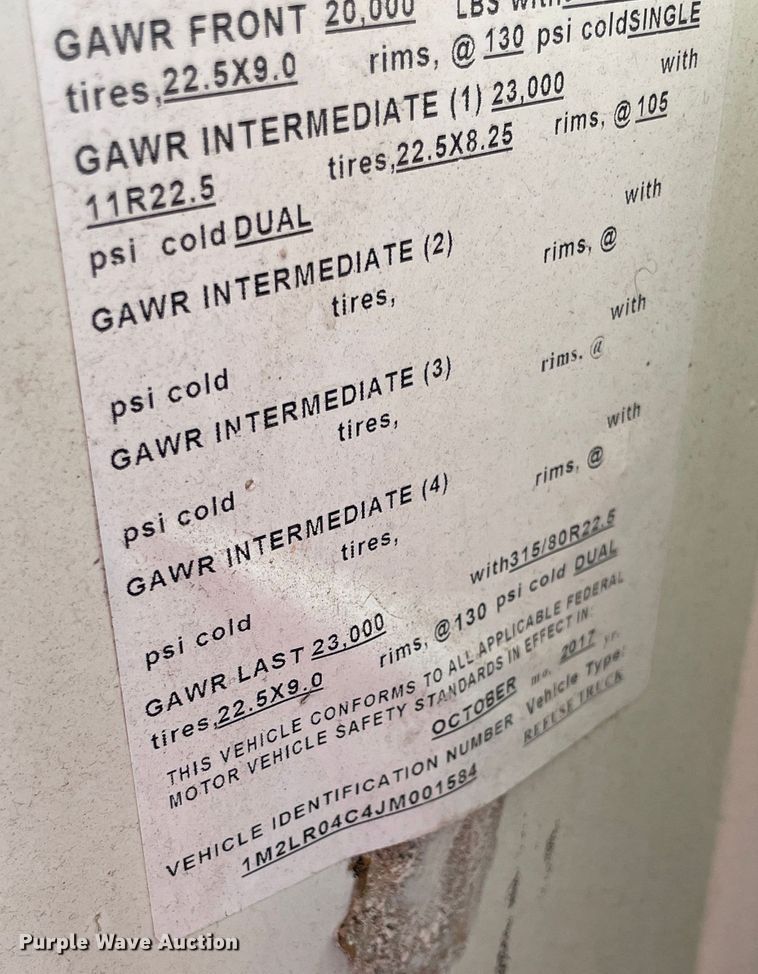 GAWR FRONT 20,000 LBS with
tires, 22.5X9.0 rims, @ 130 psi cold SINGLE
GAWR INTERMEDIATE (1) 23,000 with
11R22.5 tires, 22.5X8.25 rims, @ 105
psi cold DUAL
GAWR INTERMEDIATE (2) with
tires, rims, @
psi cold
GAWR INTERMEDIATE (3) with
tires, rims. @
psi cold
GAWR INTERMEDIATE (4) with
tires, rims, @
psi cold
GAWR LAST 23,000 with 315/80R22.5
tires, 22.5X9.0 rims, @ 130 psi cold DUAL
THIS VEHICLE CONFORMS TO ALL APPLICABLE FEDERAL
MOTOR VEHICLE SAFETY STANDARDS IN EFFECT IN:
OCTOBER mo. 2017 yr.
VEHICLE IDENTIFICATION NUMBER Vehicle Type:
1M2LR04C4JM001584 REFUSE TRUCK
Purple Wave Auction